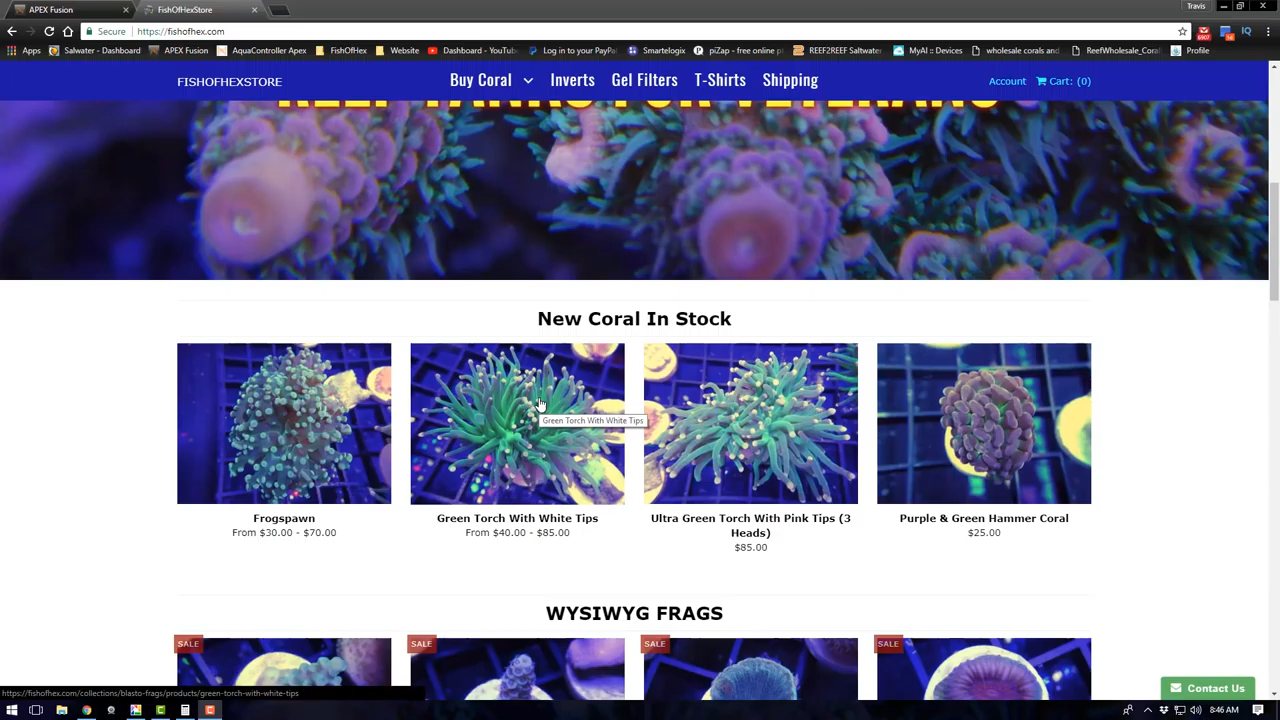 APEX Fusion
FishOfHexStore
Travis
Secure
https://fishofhex.com
Apps
Salwater - Dashboard
APEX Fusion
AquaController Apex
FishOfHex
Website
Dashboard - YouTube
Log in to your PayPa
Smartelogix
piZap - free online p
REEF2REEF Saltwater
MyAI :: Devices
wholesale corals and
ReefWholesale_Coral
Profile
FISHOFHEXSTORE
Buy Coral
Inverts
Gel Filters
T-Shirts
Shipping
Account
Cart: (0)
REEF TANKS FOR VETERANS
New Coral In Stock
Green Torch With White Tips
Frogspawn
From $30.00 - $70.00
Green Torch With White Tips
From $40.00 - $85.00
Ultra Green Torch With Pink Tips (3
Heads)
$85.00
Purple & Green Hammer Coral
$25.00
WYSIWYG FRAGS
SALE
SALE
SALE
SALE
https://fishofhex.com/collections/blasto-frags/products/green-torch-with-white-tips
Contact Us
8:46 AM